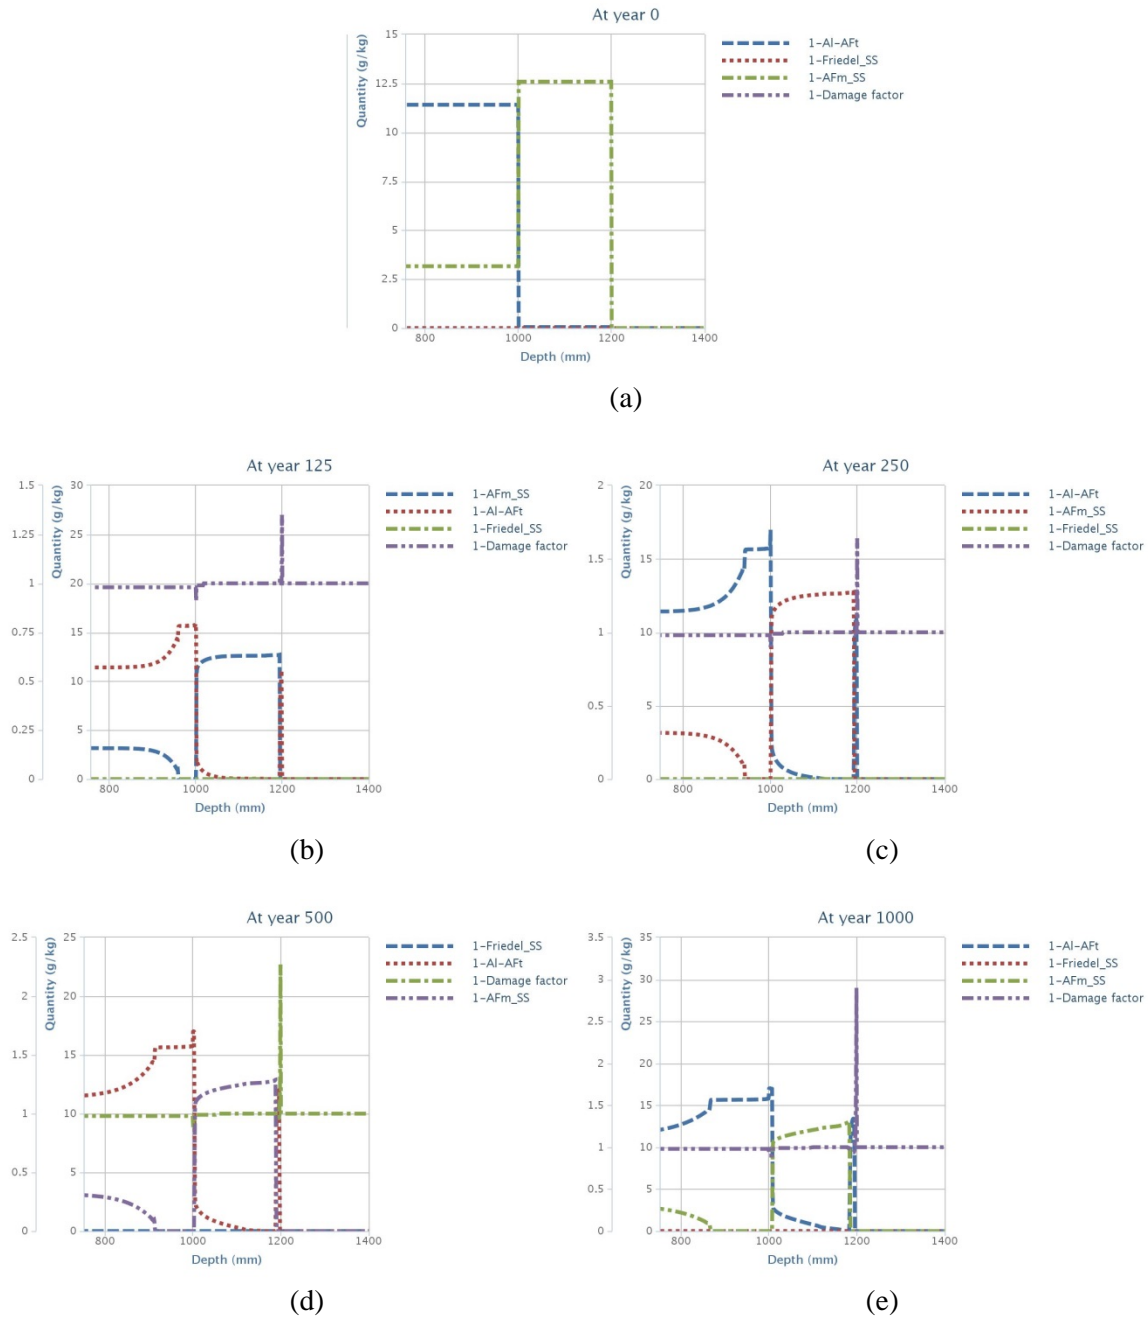 At year 0
Quantity (g/kg)
15
12.5
10
7.5
5
2.5
0
800 1000 1200 1400
Depth (mm)
1-Al-AFt
1-Friedel_SS
1-AFm_SS
1-Damage factor
(a)
At year 125
1.5
1.25
1
0.75
0.5
0.25
0
Quantity (g/kg)
30
25
20
15
10
5
0
800 1000 1200 1400
Depth (mm)
1-AFm_SS
1-Al-AFt
1-Friedel_SS
1-Damage factor
(b)
At year 250
2
1.5
1
0.5
0
Quantity (g/kg)
20
15
10
5
0
800 1000 1200 1400
Depth (mm)
1-Al-AFt
1-AFm_SS
1-Friedel_SS
1-Damage factor
(c)
At year 500
2.5
2
1.5
1
0.5
0
Quantity (g/kg)
25
20
15
10
5
0
800 1000 1200 1400
Depth (mm)
1-Friedel_SS
1-Al-AFt
1-Damage factor
1-AFm_SS
(d)
At year 1000
3.5
3
2.5
2
1.5
1
0.5
0
Quantity (g/kg)
35
30
25
20
15
10
5
0
800 1000 1200 1400
Depth (mm)
1-Al-AFt
1-Friedel_SS
1-AFm_SS
1-Damage factor
(e)